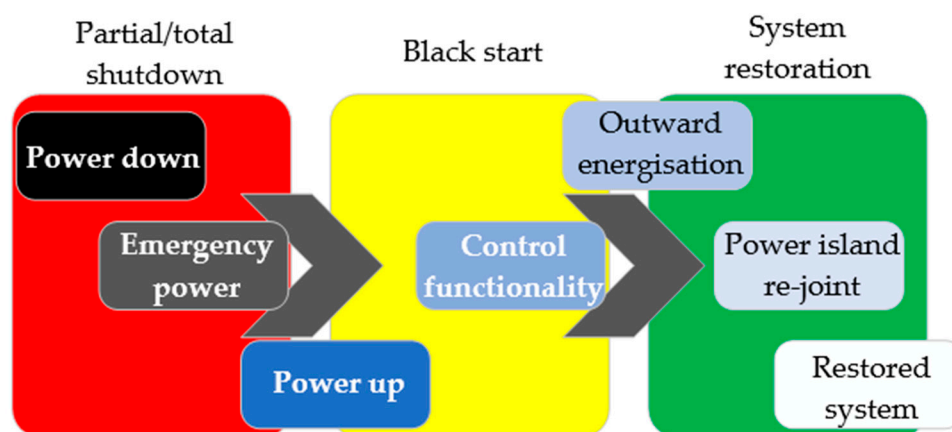 Partial/total
shutdown
Black start
System
restoration
Power down
Emergency
power
Power up
Control
functionality
Outward
energisation
Power island
re-joint
Restored
system